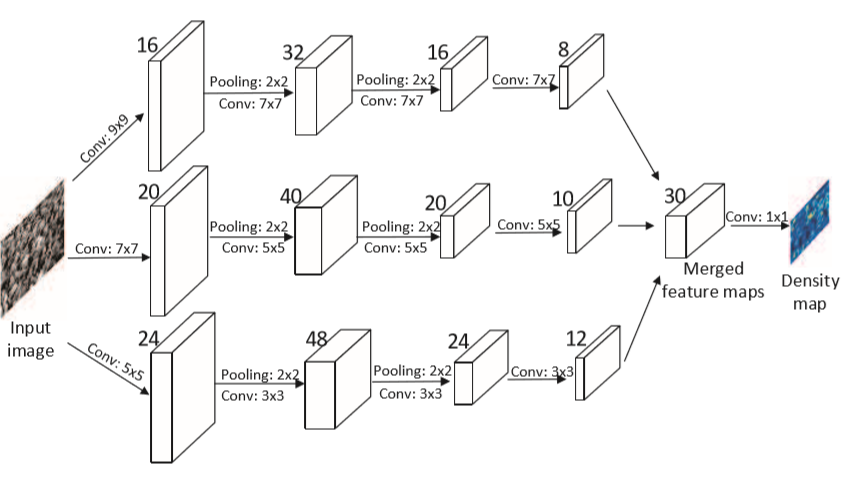 16
32
16
8
Pooling: 2x2
Conv: 7x7
Pooling: 2x2
Conv: 7x7
Conv: 7x7
Conv: 9x9
20
40
20
10
30
Conv: 7x7
Pooling: 2x2
Conv: 5x5
Pooling: 2x2
Conv: 5x5
Conv: 5x5
Conv: 1x1
Merged
feature maps
Density
map
Input
image
24
48
24
12
Conv: 5x5
Pooling: 2x2
Conv: 3x3
Pooling: 2x2
Conv: 3x3
Conv: 3x3